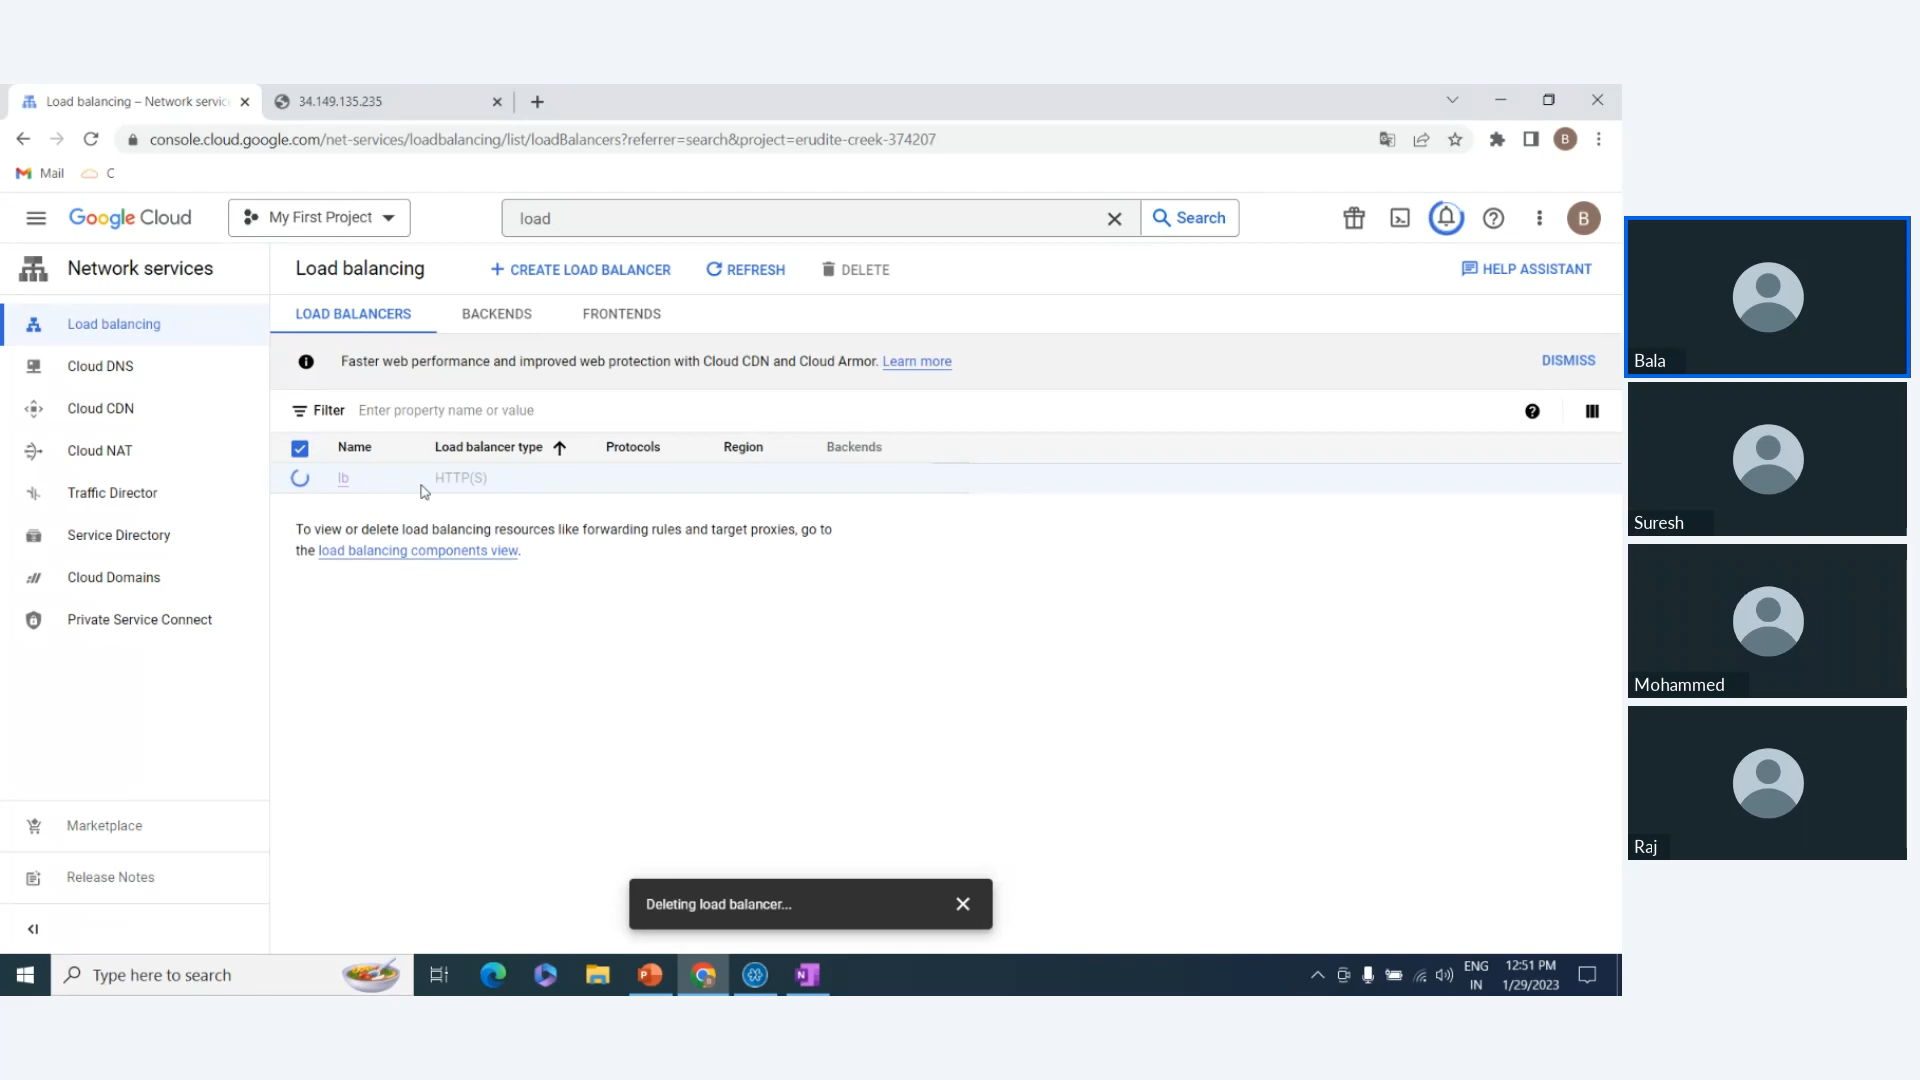 Load balancing – Network servic
34.149.135.235
console.cloud.google.com/net-services/loadbalancing/list/loadBalancers?referrer=search&project=erudite-creek-374207
B
Mail
C
Google Cloud
My First Project
load
Search
B
Network services
Load balancing
CREATE LOAD BALANCER
REFRESH
DELETE
HELP ASSISTANT
Load balancing
Cloud DNS
Cloud CDN
Cloud NAT
Traffic Director
Service Directory
Cloud Domains
Private Service Connect
Marketplace
Release Notes
LOAD BALANCERS
BACKENDS
FRONTENDS
Faster web performance and improved web protection with Cloud CDN and Cloud Armor. Learn more
DISMISS
Filter
Enter property name or value
Name
Load balancer type
Protocols
Region
Backends
lb
HTTP(S)
To view or delete load balancing resources like forwarding rules and target proxies, go to
the load balancing components view.
Deleting load balancer...
Type here to search
ENG
IN
12:51 PM
1/29/2023
Bala
Suresh
Mohammed
Raj